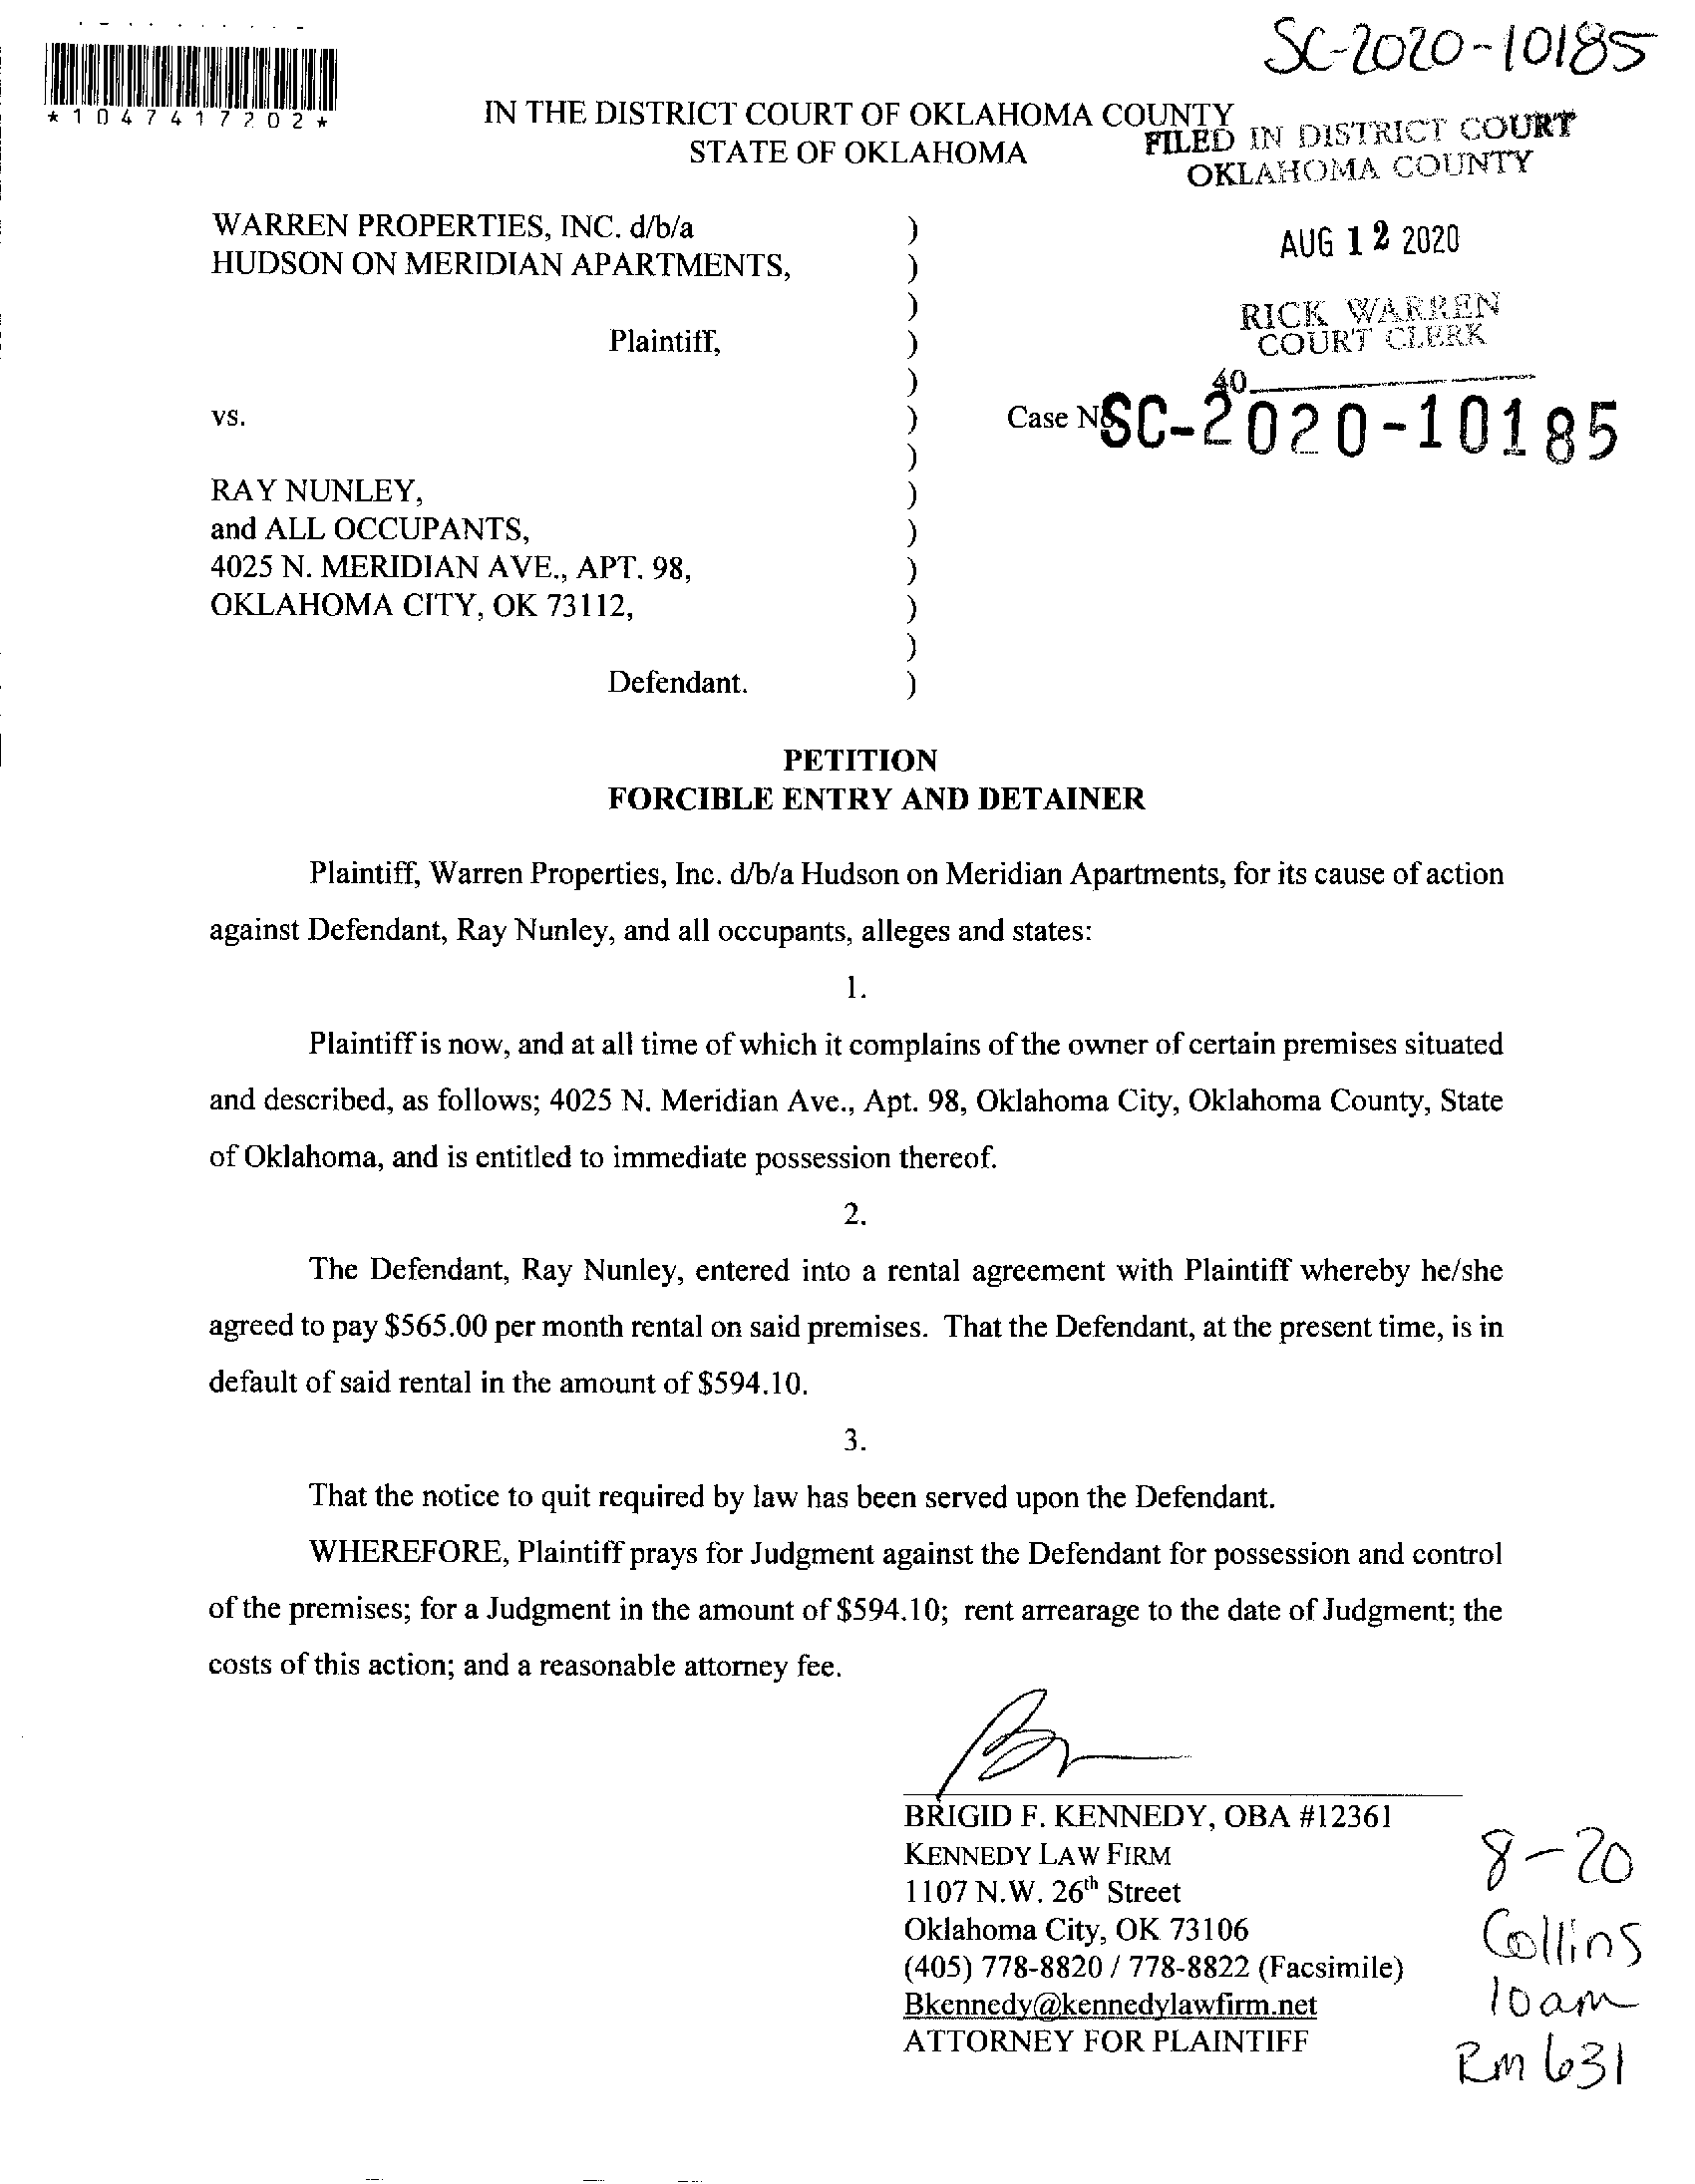 SC-2020-10185
*1047417202*
IN THE DISTRICT COURT OF OKLAHOMA COUNTY
STATE OF OKLAHOMA
FILED IN DISTRICT COURT
OKLAHOMA COUNTY
WARREN PROPERTIES, INC. d/b/a
HUDSON ON MERIDIAN APARTMENTS,
AUG 12 2020
RICK WARREN
COURT CLERK
40
Plaintiff,
vs.
Case No SC-2020-10185
RAY NUNLEY,
and ALL OCCUPANTS,
4025 N. MERIDIAN AVE., APT. 98,
OKLAHOMA CITY, OK 73112,
Defendant.
PETITION
FORCIBLE ENTRY AND DETAINER
Plaintiff, Warren Properties, Inc. d/b/a Hudson on Meridian Apartments, for its cause of action
against Defendant, Ray Nunley, and all occupants, alleges and states:
1.
Plaintiff is now, and at all time of which it complains of the owner of certain premises situated
and described, as follows; 4025 N. Meridian Ave., Apt. 98, Oklahoma City, Oklahoma County, State
of Oklahoma, and is entitled to immediate possession thereof.
2.
The Defendant, Ray Nunley, entered into a rental agreement with Plaintiff whereby he/she
agreed to pay $565.00 per month rental on said premises. That the Defendant, at the present time, is in
default of said rental in the amount of $594.10.
3.
That the notice to quit required by law has been served upon the Defendant.
WHEREFORE, Plaintiff prays for Judgment against the Defendant for possession and control
of the premises; for a Judgment in the amount of $594.10; rent arrearage to the date of Judgment; the
costs of this action; and a reasonable attorney fee.
BRIGID F. KENNEDY, OBA #12361
KENNEDY LAW FIRM
1107 N.W. 26th Street
Oklahoma City, OK 73106
(405) 778-8820 / 778-8822 (Facsimile)
Bkennedy@kennedylawfirm.net
ATTORNEY FOR PLAINTIFF
8-20
Collins
10am
Rm 631